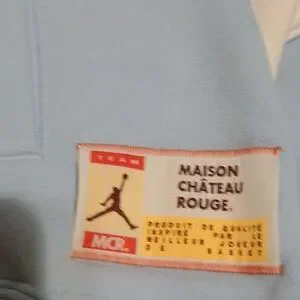 TEAM
MCR.
MAISON
CHÂTEAU
ROUGE.
PRODUIT DE QUALITÉ
INSPIRÉ PAR LE
MEILLEUR JOUEUR
DE BASKET